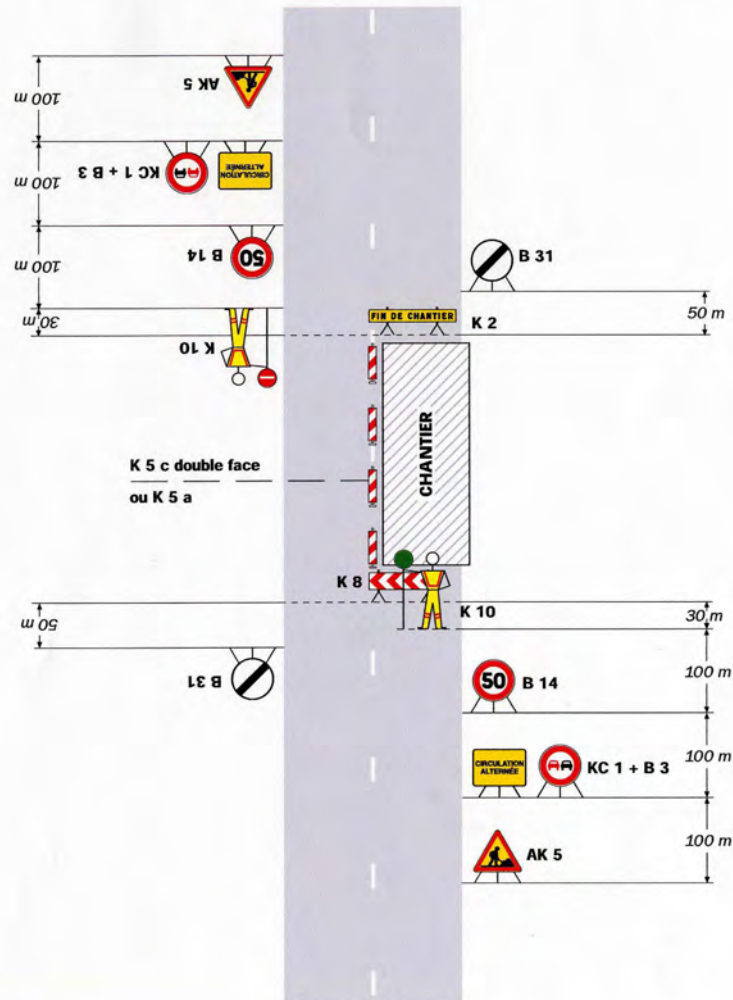 AK 5
100 m
KC 1 + B 3
CIRCULATION
ALTERNÉE
100 m
B 14
50
100 m
B 31
50 m
30 m
K 10
FIN DE CHANTIER
K 2
CHANTIER
K 5 c double face
ou K 5 a
K 8
K 10
50 m
30 m
B 31
50
B 14
100 m
CIRCULATION
ALTERNÉE
KC 1 + B 3
100 m
AK 5
100 m